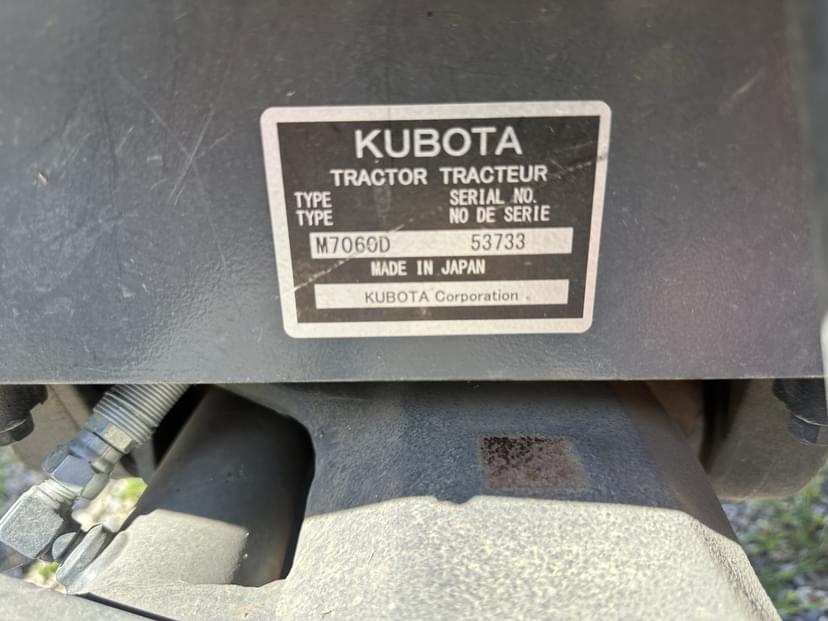 KUBOTA
TRACTOR TRACTEUR
TYPE SERIAL NO.
TYPE NO DE SERIE
M7060D 53733
MADE IN JAPAN
KUBOTA Corporation